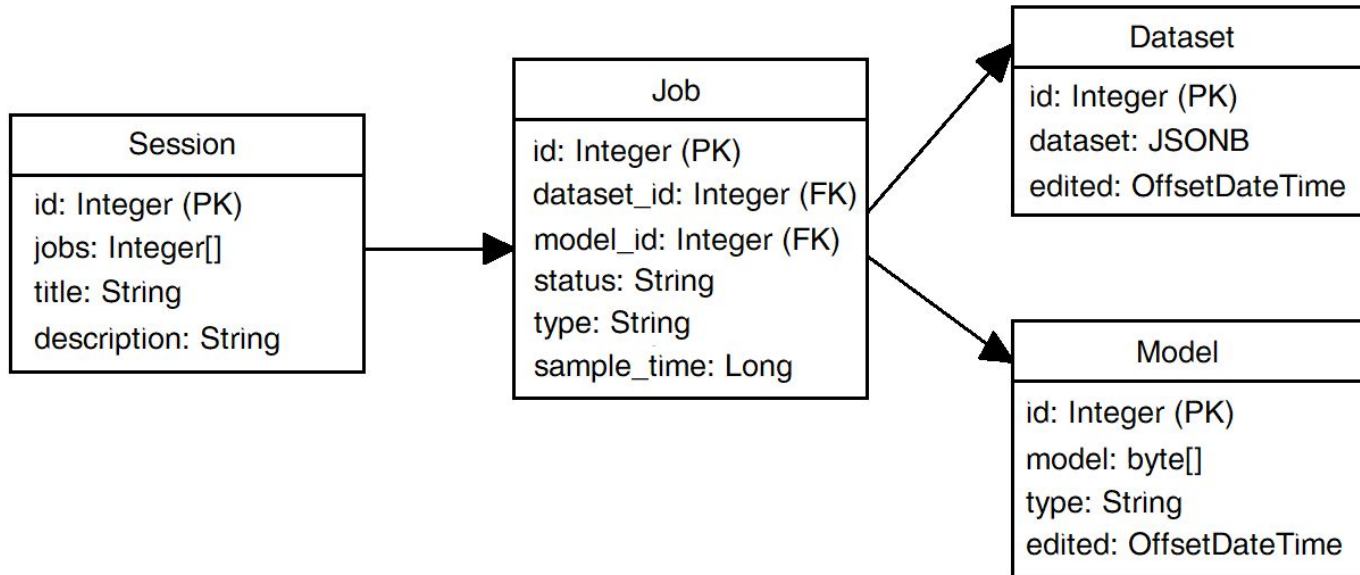 Session
id: Integer (PK)
jobs: Integer[]
title: String
description: String
Job
id: Integer (PK)
dataset_id: Integer (FK)
model_id: Integer (FK)
status: String
type: String
sample_time: Long
Dataset
id: Integer (PK)
dataset: JSONB
edited: OffsetDateTime
Model
id: Integer (PK)
model: byte[]
type: String
edited: OffsetDateTime